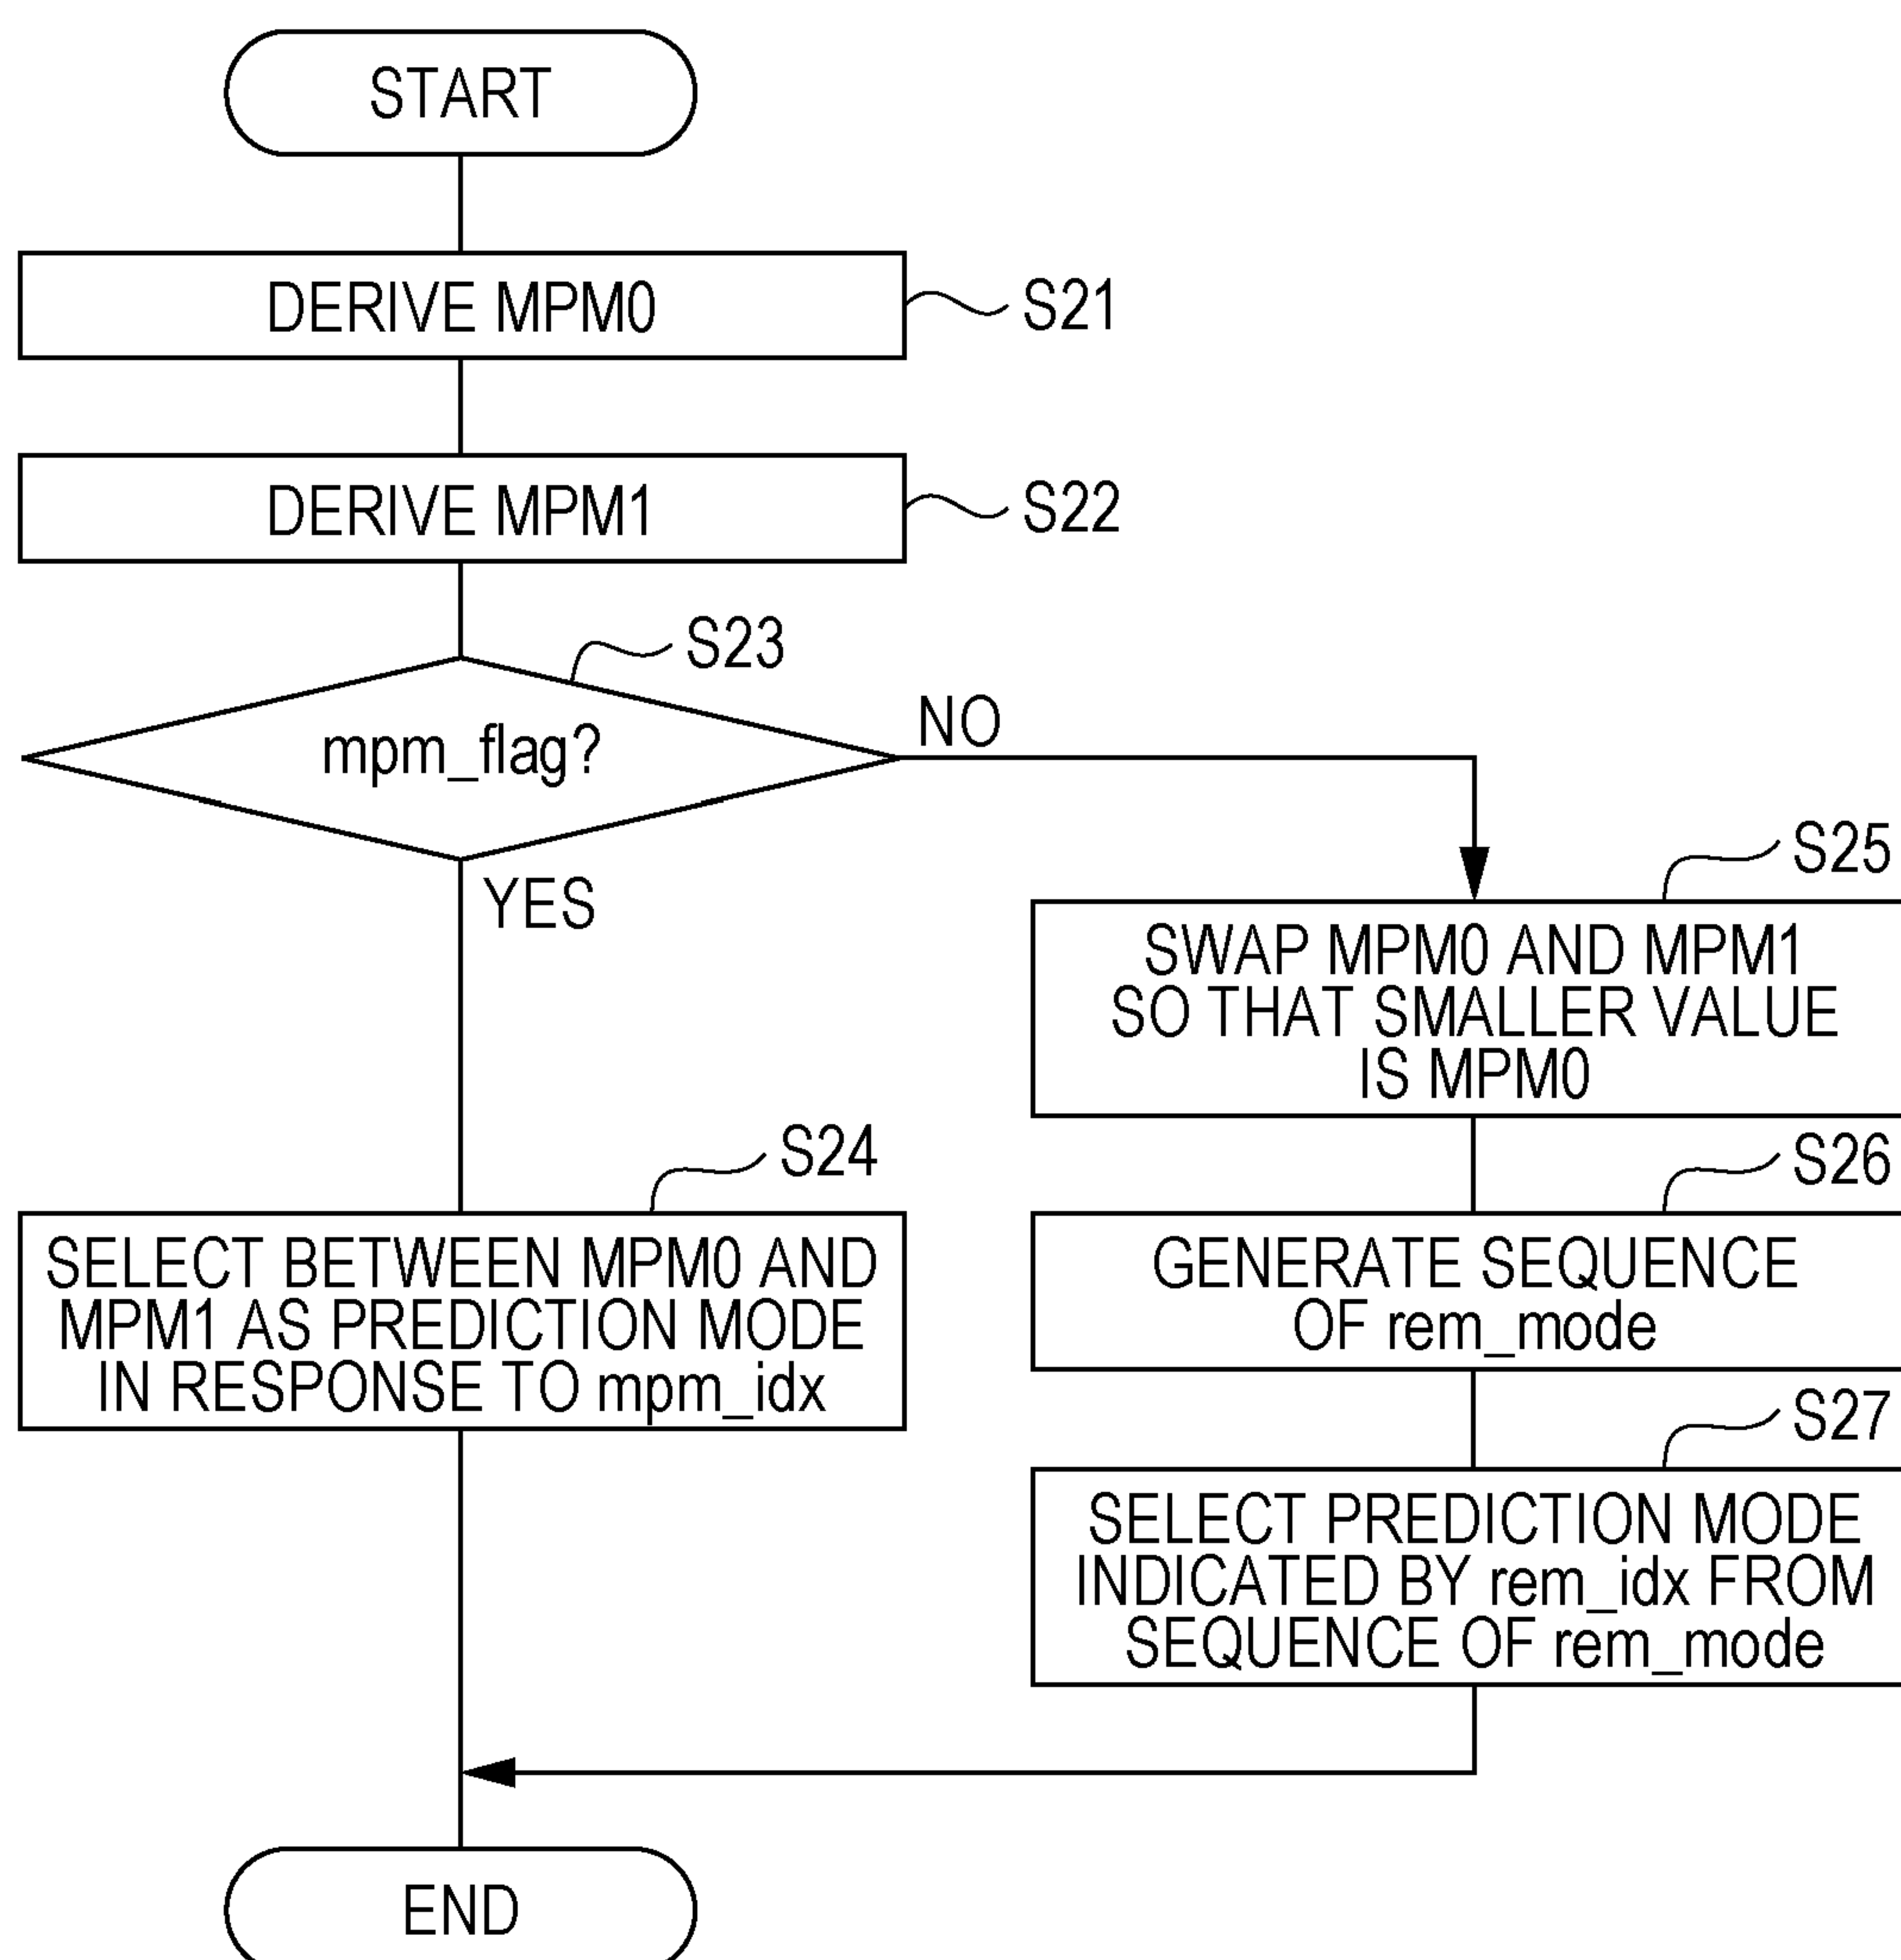 START
DERIVE MPM0
S21
DERIVE MPM1
S22
S23
mpm_flag?
NO
YES
S25
SWAP MPM0 AND MPM1
SO THAT SMALLER VALUE
IS MPM0
S24
SELECT BETWEEN MPM0 AND
MPM1 AS PREDICTION MODE
IN RESPONSE TO mpm_idx
S26
GENERATE SEQUENCE
OF rem_mode
S27
SELECT PREDICTION MODE
INDICATED BY rem_idx FROM
SEQUENCE OF rem_mode
END